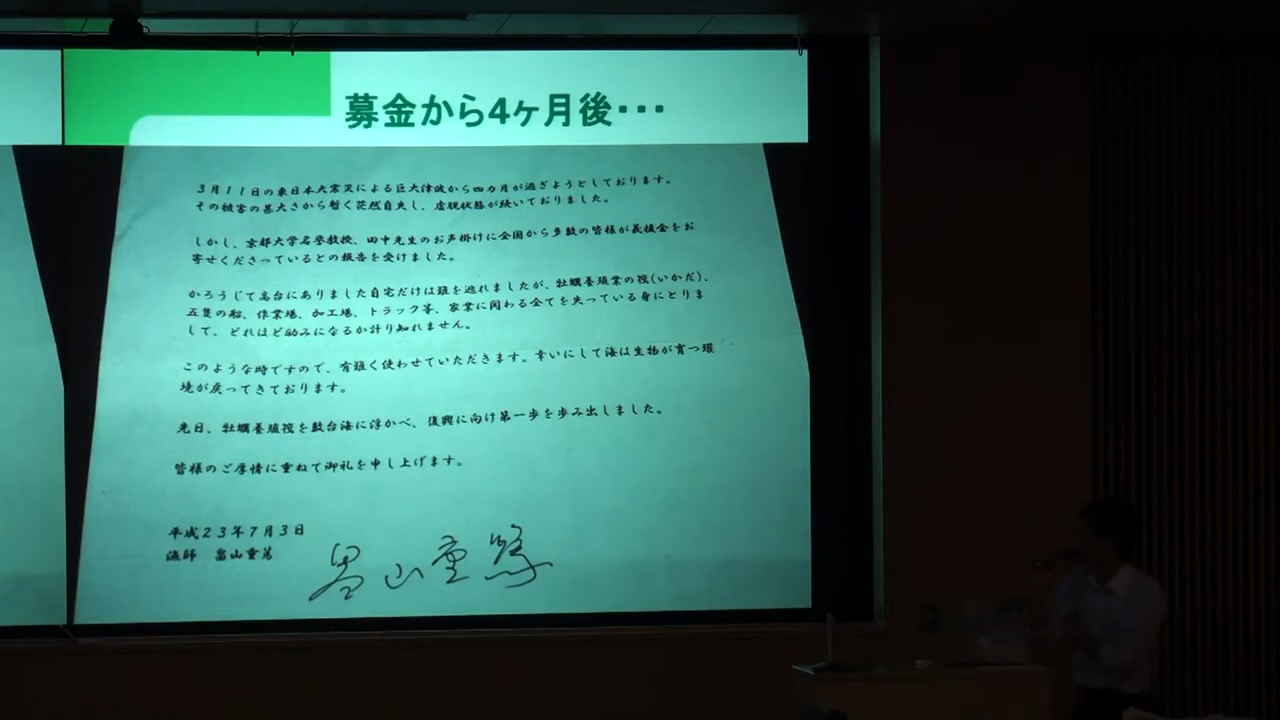 募金から4ヶ月後・・・
3月11日の東日本大震災による巨大津波から四カ月が過ぎようとしております。
その被害の甚大さから暫く茫然自失し、虚脱状態が続いておりました。
しかし、京都大学名誉教授、田中先生のお声掛けに全国から多数の皆様が義援金をお
寄せくださっているとの報告を受けました。
かろうじて高台にありました自宅だけは難を逃れましたが、牡蠣養殖業の筏(いかだ)、
五隻の船、作業場、加工場、トラック等、家業に関わる全てを失っている身にとりま
して、どれほど励みになるか計り知れません。
このような時ですので、有難く使わせていただきます。幸いにして海は生物が育つ環
境が戻ってきております。
先日、牡蠣養殖筏を数台海に浮かべ、復興に向け第一歩を歩み出しました。
皆様のご厚情に重ねて御礼を申し上げます。
平成23年7月3日
漁師 畠山重篤
畠山重篤